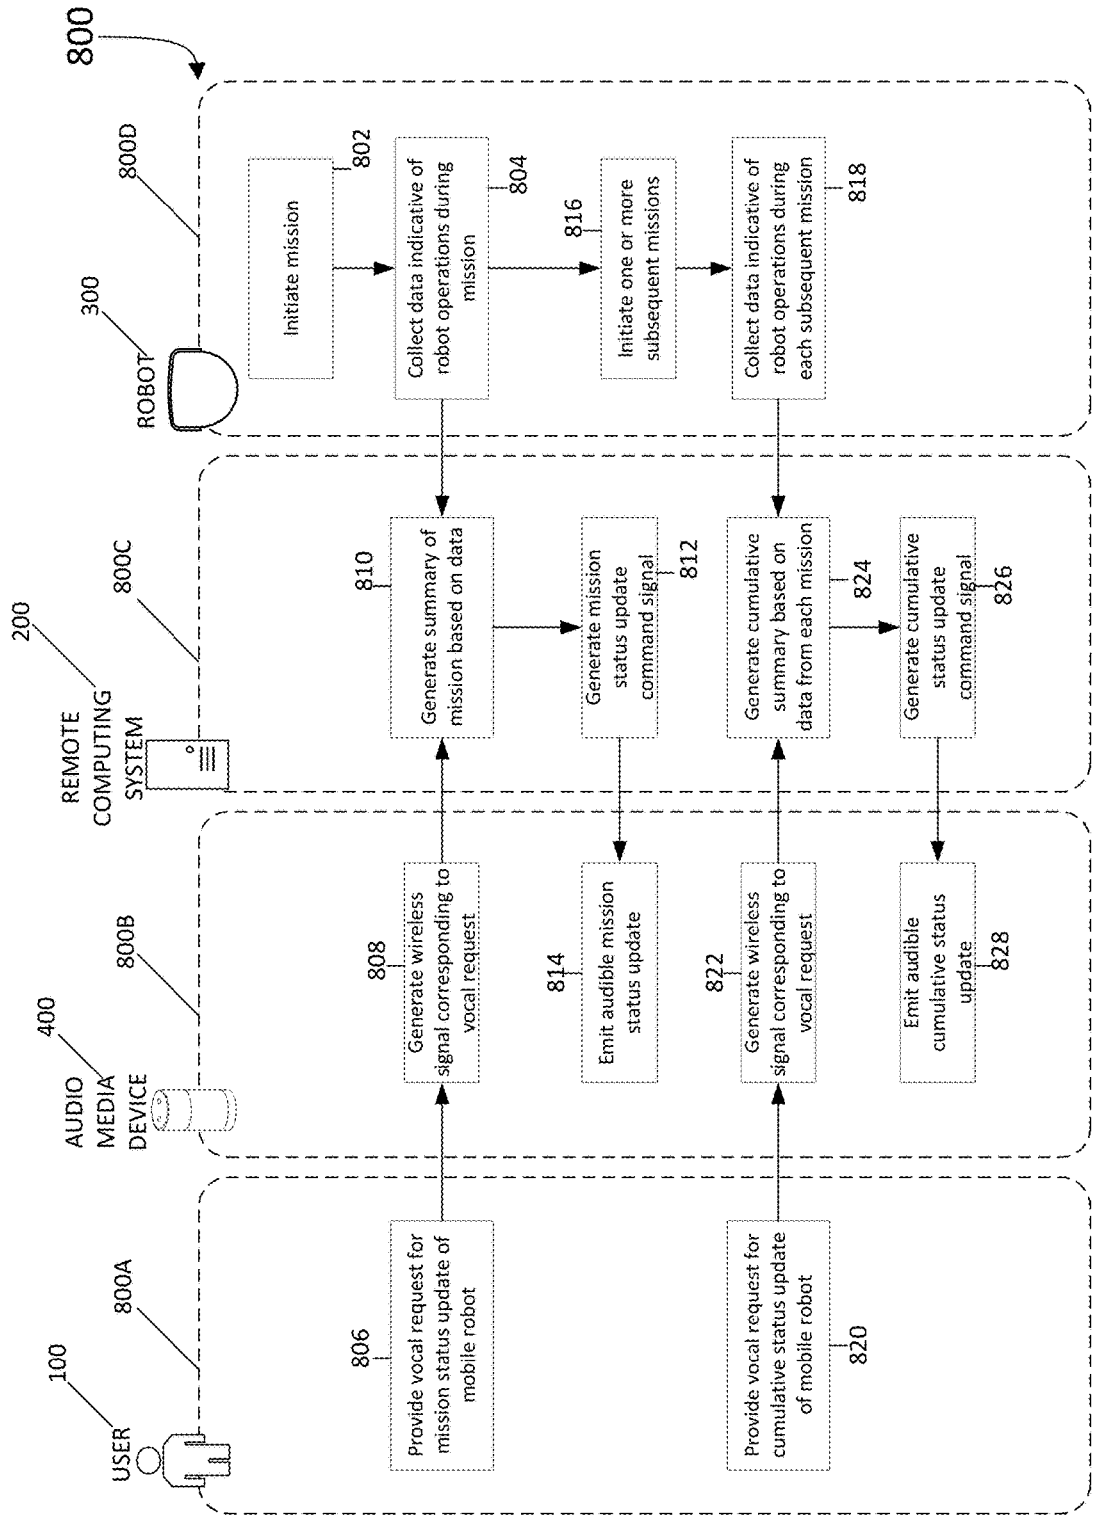 800
USER
100
800A
AUDIO
MEDIA
DEVICE
400
800B
REMOTE
COMPUTING
SYSTEM
200
800C
ROBOT
300
800D
Initiate mission
802
Collect data indicative of
robot operations during
mission
804
806
Provide vocal request for
mission status update of
mobile robot
808
Generate wireless
signal corresponding to
vocal request
810
Generate summary of
mission based on data
Generate mission
status update
command signal
812
814
Emit audible mission
status update
816
Initiate one or more
subsequent missions
Collect data indicative of
robot operations during
each subsequent mission
818
Provide vocal request for
cumulative status update
of mobile robot
820
822
Generate wireless
signal corresponding to
vocal request
Generate cumulative
summary based on
data from each mission
824
Generate cumulative
status update
command signal
826
Emit audible
cumulative status
update
828